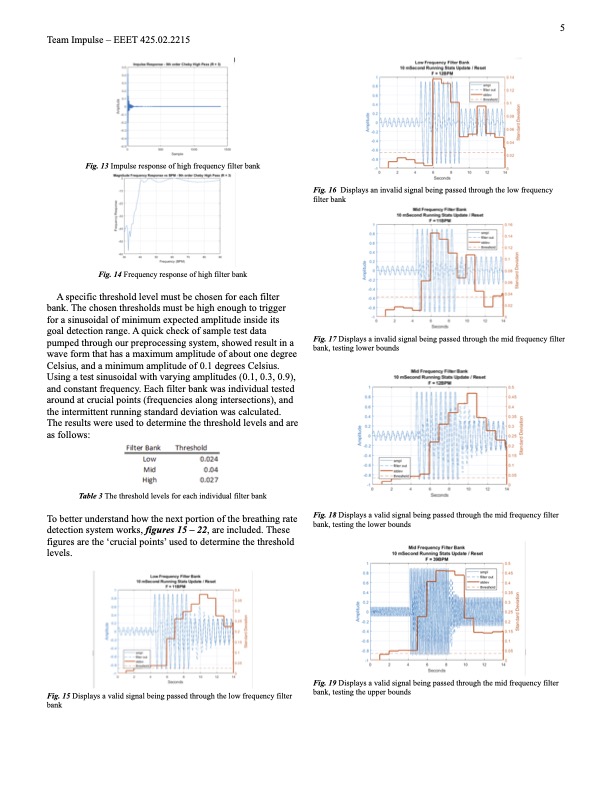 5
Team Impulse – EEET 425.02.2215
Impulse Response - 6th order Cheby High Pass (R = 5)
Amplitude
Sample
Fig. 13 Impulse response of high frequency filter bank
Magnitude Frequency Response in BPM - 6th order Cheby High Pass (R = 5)
Frequency Response
Frequency (BPM)
Fig. 14 Frequency response of high filter bank
A specific threshold level must be chosen for each filter
bank. The chosen thresholds must be high enough to trigger
for a sinusoidal of minimum expected amplitude inside its
goal detection range. A quick check of sample test data
pumped through our preprocessing system, showed result in a
wave form that has a maximum amplitude of about one degree
Celsius, and a minimum amplitude of 0.1 degrees Celsius.
Using a test sinusoidal with varying amplitudes (0.1, 0.3, 0.9),
and constant frequency. Each filter bank was individual tested
around at crucial points (frequencies along intersections), and
the intermittent running standard deviation was calculated.
The results were used to determine the threshold levels and are
as follows:
Filter Bank Threshold
Low 0.024
Mid 0.04
High 0.027
Table 3 The threshold levels for each individual filter bank
To better understand how the next portion of the breathing rate
detection system works, figures 15 – 22, are included. These
figures are the ‘crucial points’ used to determine the threshold
levels.
Low Frequency Filter Bank
10 mSecond Running Stats Update / Reset
F = 11BPM
Amplitude
Standard Deviation
Seconds
Fig. 15 Displays a valid signal being passed through the low frequency filter
bank
Low Frequency Filter Bank
10 mSecond Running Stats Update / Reset
F = 12BPM
Amplitude
Standard Deviation
Seconds
Fig. 16 Displays an invalid signal being passed through the low frequency
filter bank
Mid Frequency Filter Bank
10 mSecond Running Stats Update / Reset
F = 11BPM
Amplitude
Standard Deviation
Seconds
Fig. 17 Displays a invalid signal being passed through the mid frequency filter
bank, testing lower bounds
Mid Frequency Filter Bank
10 mSecond Running Stats Update / Reset
F = 12BPM
Amplitude
Standard Deviation
Seconds
Fig. 18 Displays a valid signal being passed through the mid frequency filter
bank, testing the lower bounds
Mid Frequency Filter Bank
10 mSecond Running Stats Update / Reset
F = 39BPM
Amplitude
Standard Deviation
Seconds
Fig. 19 Displays a valid signal being passed through the mid frequency filter
bank, testing the upper bounds